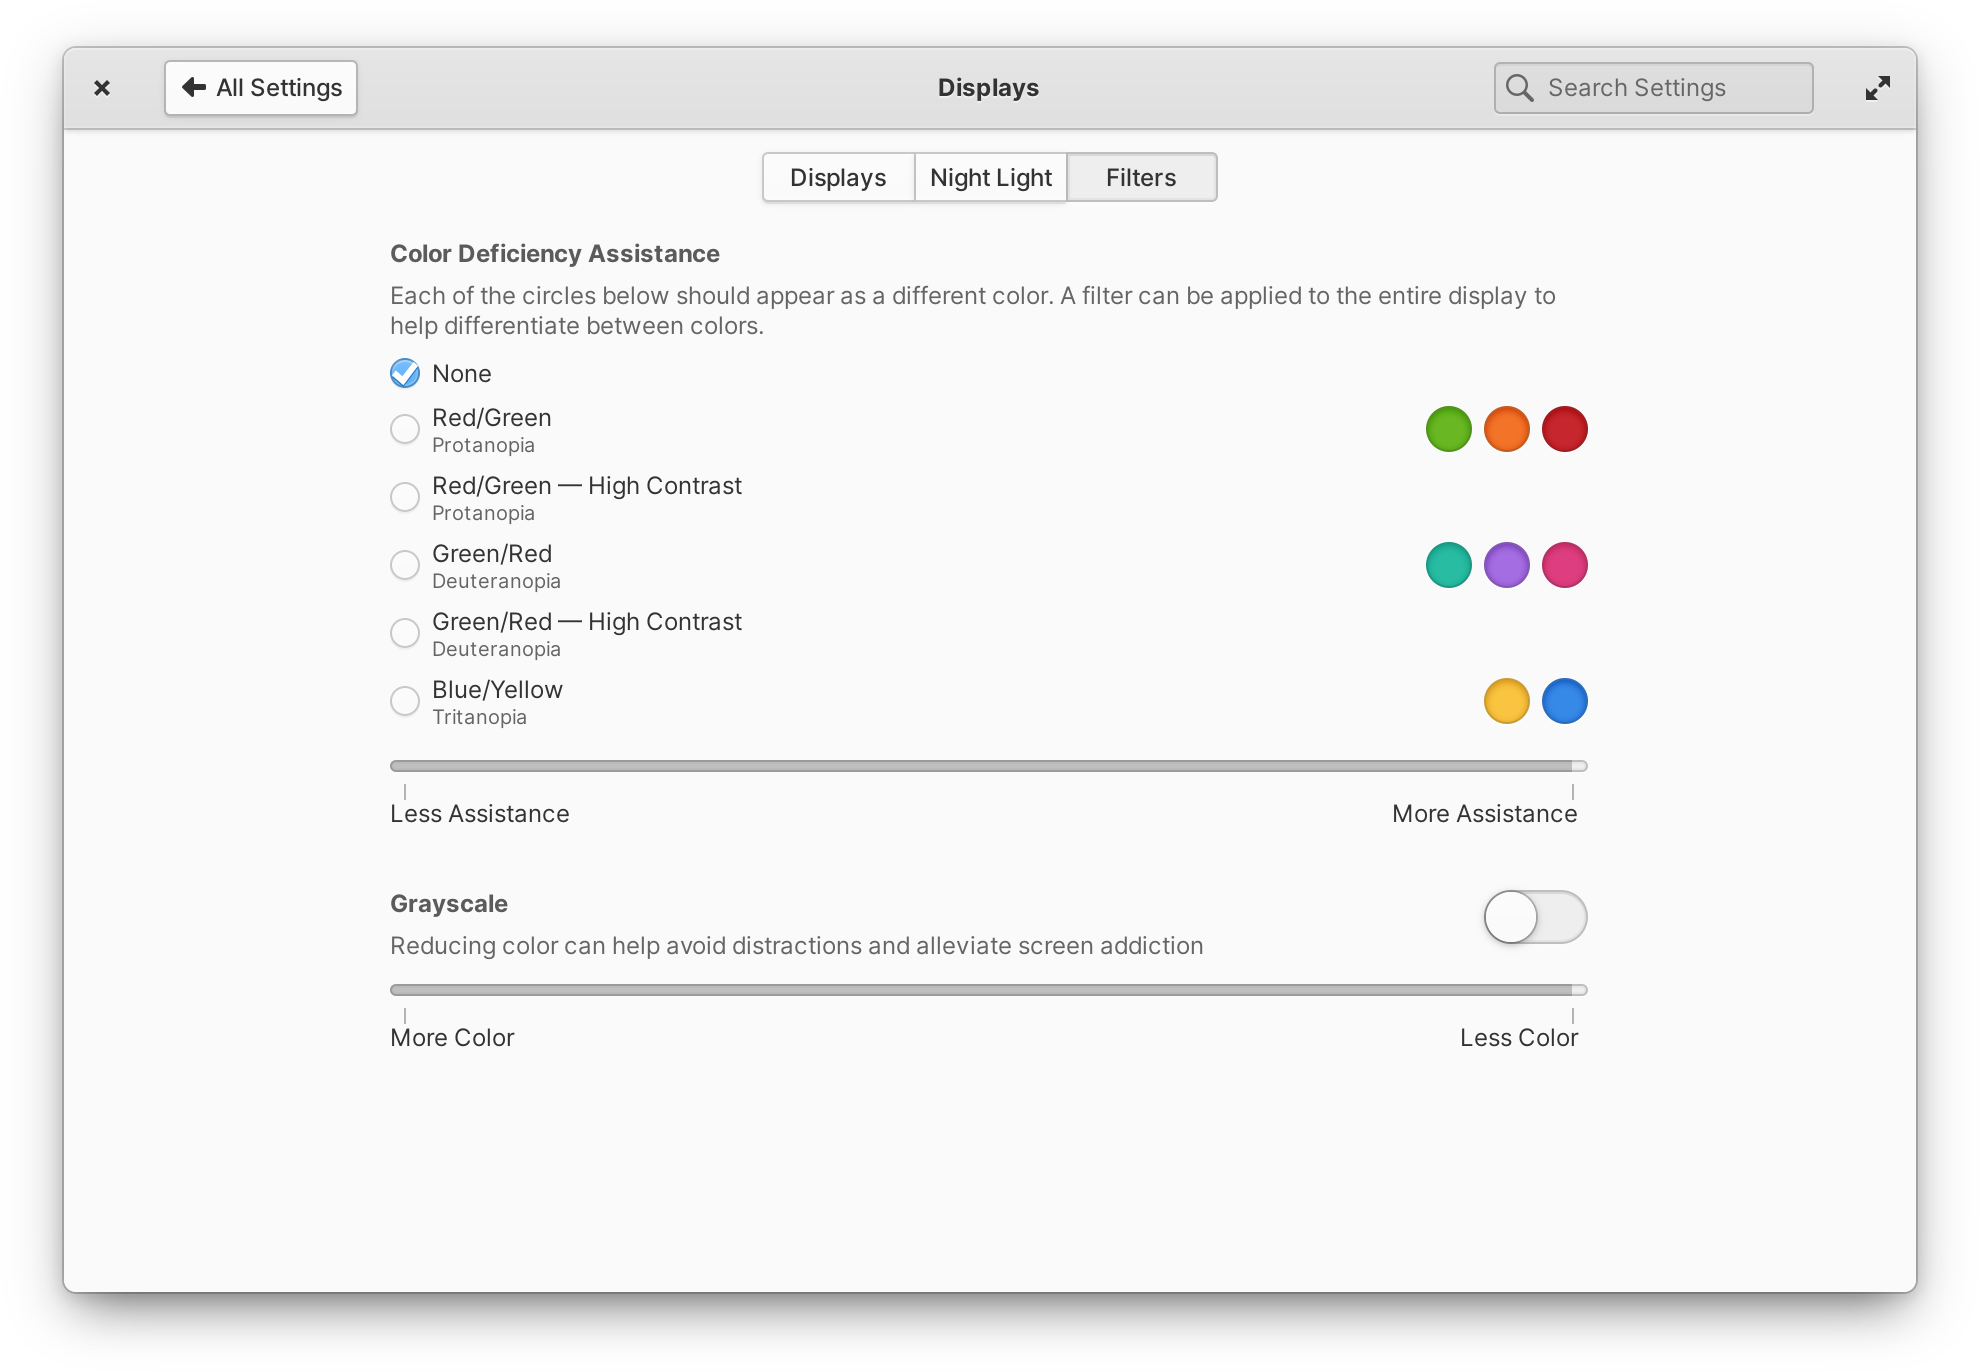 All Settings
Displays
Search Settings
Displays
Night Light
Filters
Color Deficiency Assistance
Each of the circles below should appear as a different color. A filter can be applied to the entire display to
help differentiate between colors.
None
Red/Green
Protanopia
Red/Green — High Contrast
Protanopia
Green/Red
Deuteranopia
Green/Red — High Contrast
Deuteranopia
Blue/Yellow
Tritanopia
Less Assistance
More Assistance
Grayscale
Reducing color can help avoid distractions and alleviate screen addiction
More Color
Less Color